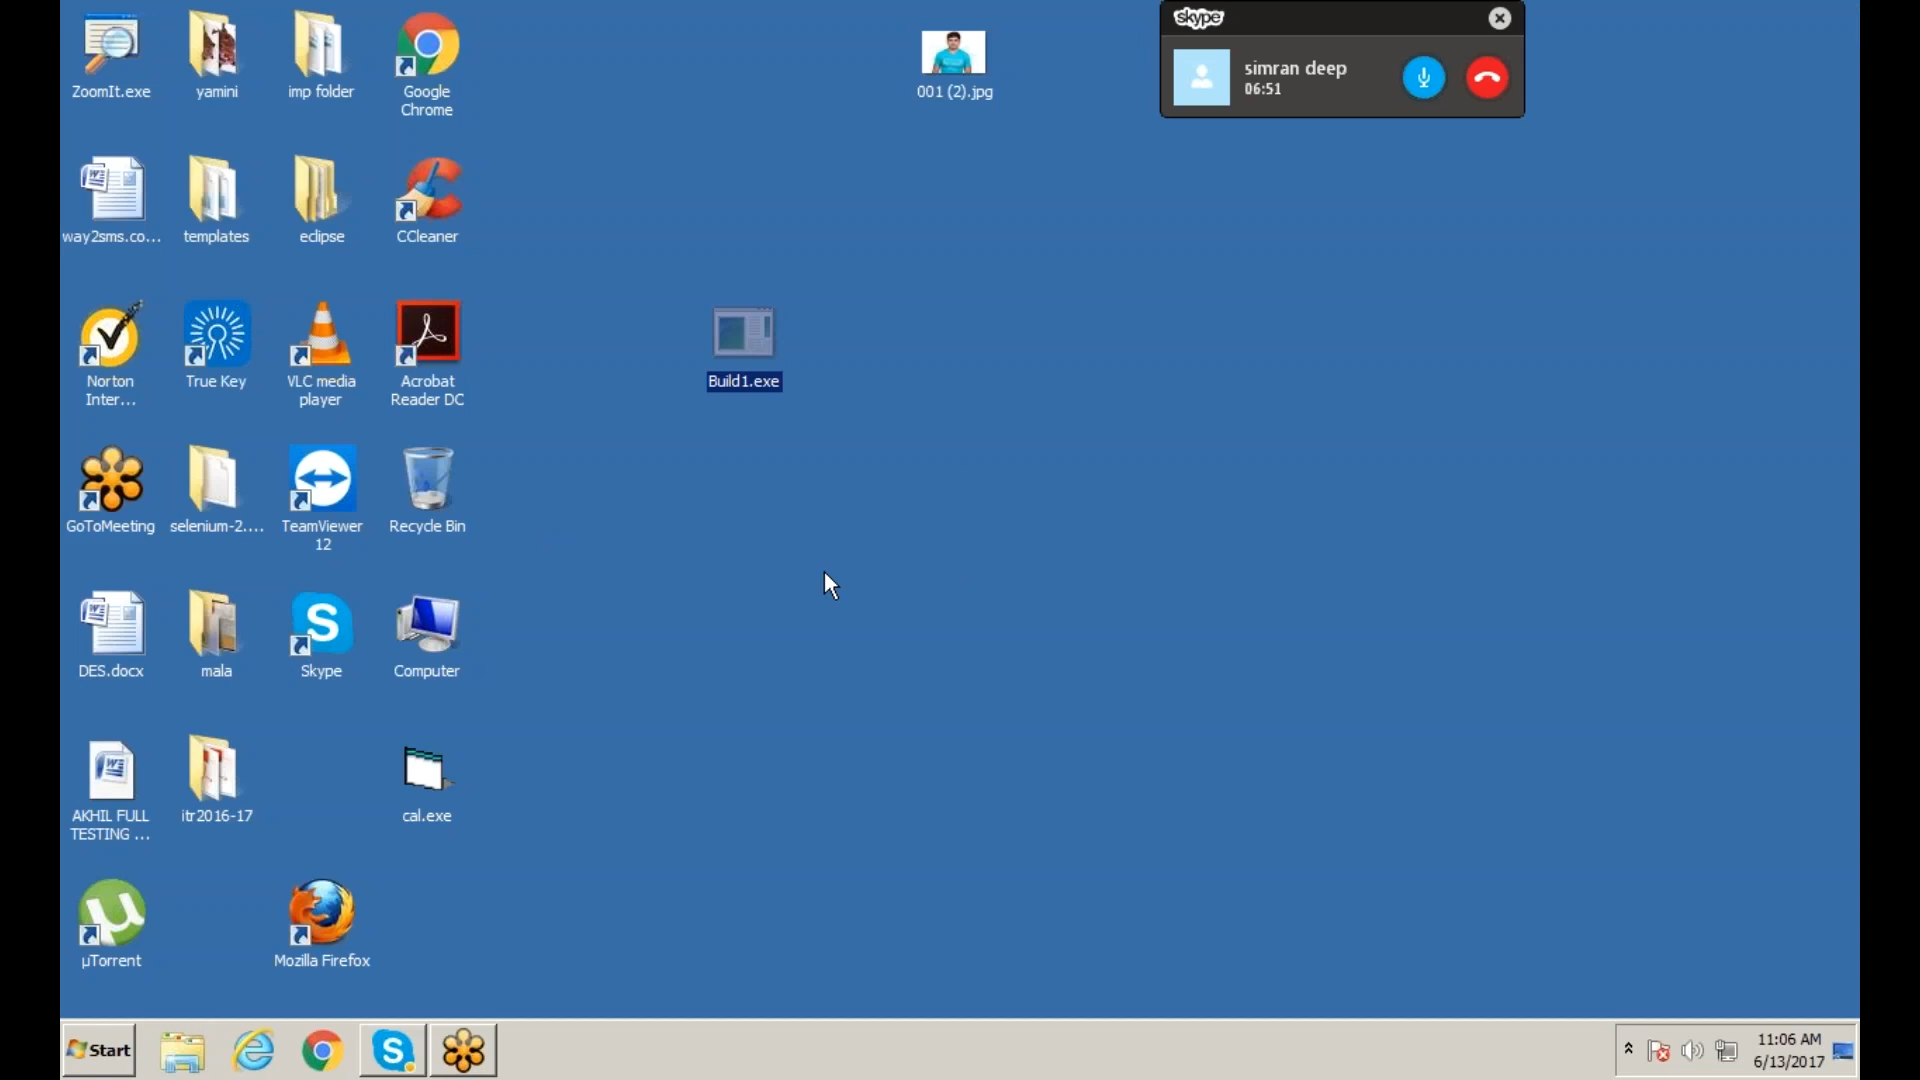 skype
simran deep
06:51
ZoomIt.exe
yamini
imp folder
Google
Chrome
001 (2).jpg
way2sms.co...
templates
eclipse
CCleaner
Norton
Inter...
True Key
VLC media
player
Acrobat
Reader DC
Build1.exe
GoToMeeting
selenium-2....
TeamViewer
12
Recycle Bin
DES.docx
mala
Skype
Computer
AKHIL FULL
TESTING ...
itr2016-17
cal.exe
µTorrent
Mozilla Firefox
Start
11:06 AM
6/13/2017